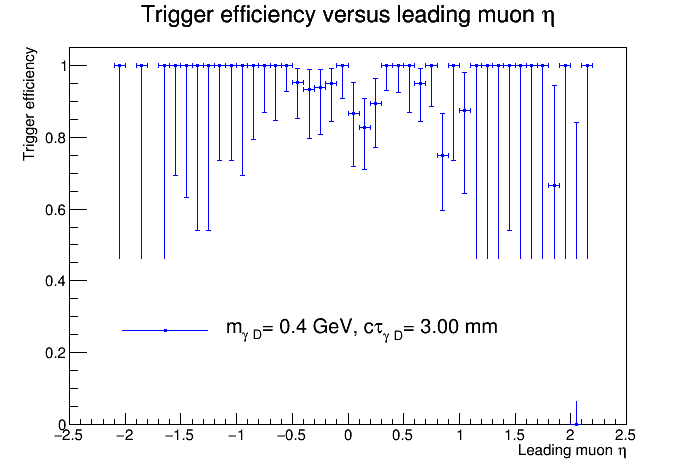 Trigger efficiency versus leading muon η
Trigger efficiency
1
0.8
0.6
0.4
0.2
0
m_γ D= 0.4 GeV, cτ_γ D= 3.00 mm
−2.5 −2 −1.5 −1 −0.5 0 0.5 1 1.5 2 2.5
Leading muon η